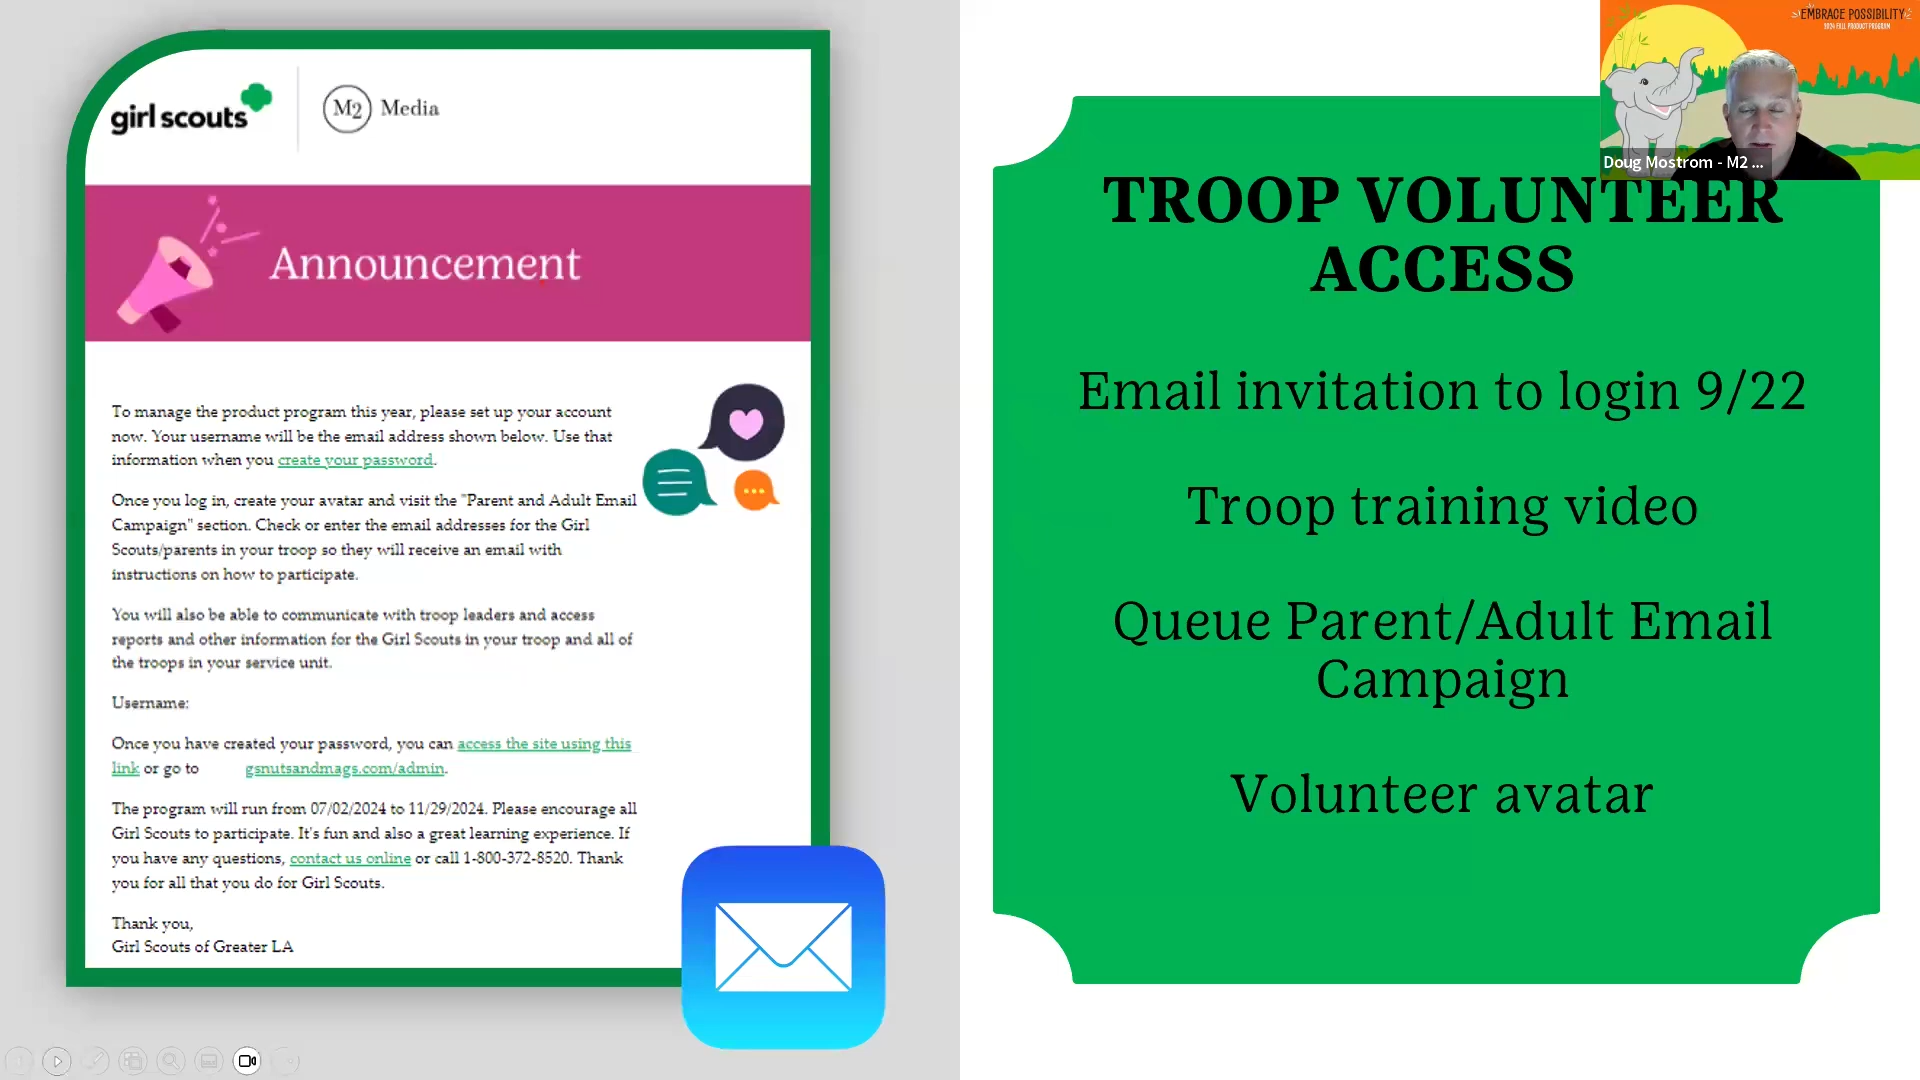 girl scouts
M2 Media
Announcement
To manage the product program this year, please set up your account
now. Your username will be the email address shown below. Use that
information when you create your password.
Once you log in, create your avatar and visit the "Parent and Adult Email
Campaign" section. Check or enter the email addresses for the Girl
Scouts/parents in your troop so they will receive an email with
instructions on how to participate.
You will also be able to communicate with troop leaders and access
reports and other information for the Girl Scouts in your troop and all of
the troops in your service unit.
Username:
Once you have created your password, you can access the site using this
link or go to gsnutsandmags.com/admin.
The program will run from 07/02/2024 to 11/29/2024. Please encourage all
Girl Scouts to participate. It's fun and also a great learning experience. If
you have any questions, contact us online or call 1-800-372-8520. Thank
you for all that you do for Girl Scouts.
Thank you,
Girl Scouts of Greater LA
EMBRACE POSSIBILITY
2024 FALL PRODUCT PROGRAM
Doug Mostrom - M2 ...
TROOP VOLUNTEER
ACCESS
Email invitation to login 9/22
Troop training video
Queue Parent/Adult Email
Campaign
Volunteer avatar